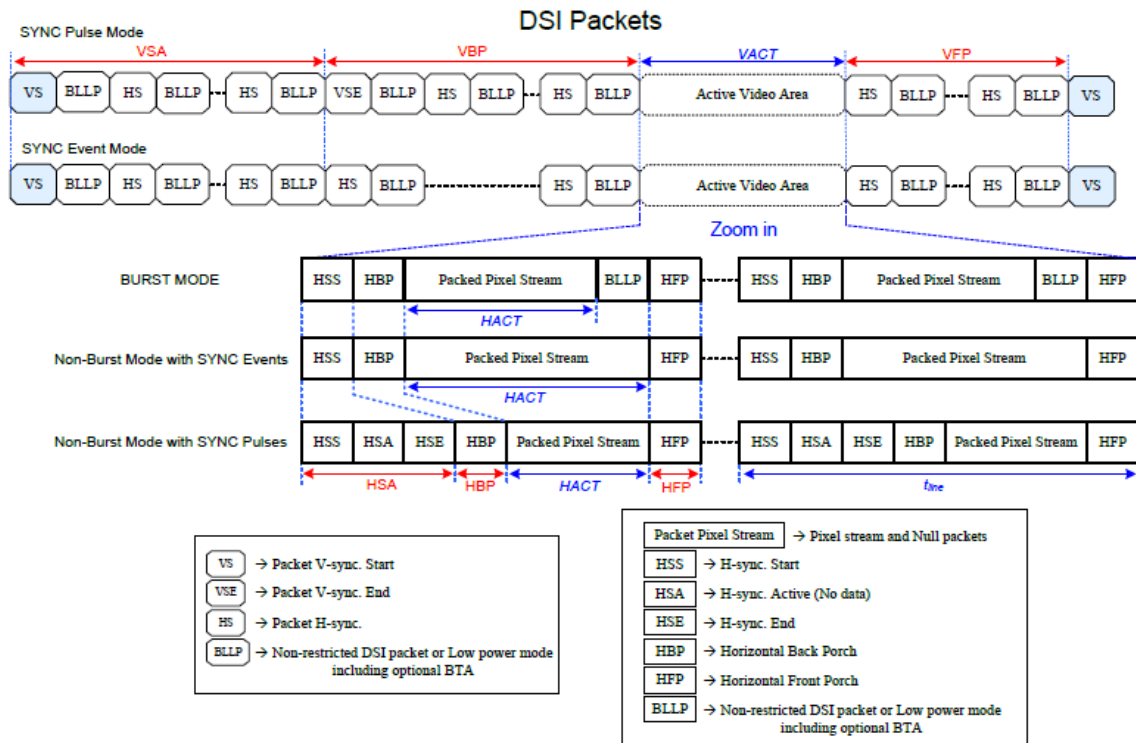 DSI Packets
SYNC Pulse Mode
VSA VBP VACT VFP
VS BLLP HS BLLP HS BLLP VSE BLLP HS BLLP HS BLLP Active Video Area HS BLLP HS BLLP VS
SYNC Event Mode
VS BLLP HS BLLP HS BLLP HS BLLP HS BLLP Active Video Area HS BLLP HS BLLP VS
Zoom in
BURST MODE HSS HBP Packed Pixel Stream BLLP HFP HSS HBP Packed Pixel Stream BLLP HFP
HACT
Non-Burst Mode with SYNC Events HSS HBP Packed Pixel Stream HFP HSS HBP Packed Pixel Stream HFP
HACT
Non-Burst Mode with SYNC Pulses HSS HSA HSE HBP Packed Pixel Stream HFP HSS HSA HSE HBP Packed Pixel Stream HFP
HSA HBP HACT HFP tline
VS → Packet V-sync. Start
VSE → Packet V-sync. End
HS → Packet H-sync.
BLLP → Non-restricted DSI packet or Low power mode
including optional BTA
Packet Pixel Stream → Pixel stream and Null packets
HSS → H-sync. Start
HSA → H-sync. Active (No data)
HSE → H-sync. End
HBP → Horizontal Back Porch
HFP → Horizontal Front Porch
BLLP → Non-restricted DSI packet or Low power mode
including optional BTA